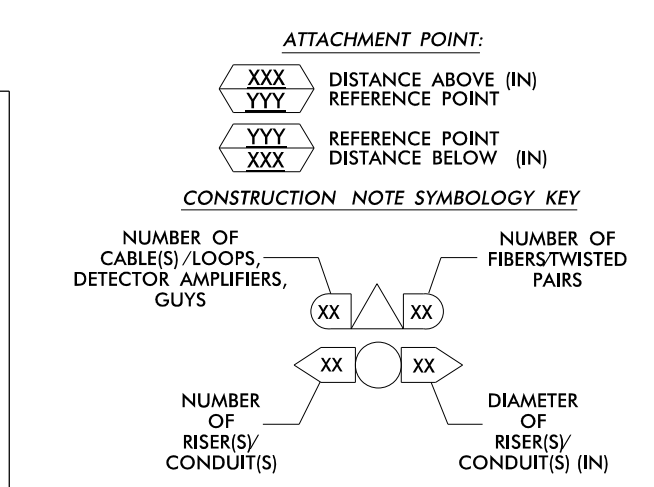 ATTACHMENT POINT:
XXX
YYY
DISTANCE ABOVE (IN)
REFERENCE POINT
YYY
XXX
REFERENCE POINT
DISTANCE BELOW (IN)
CONSTRUCTION NOTE SYMBOLOGY KEY
NUMBER OF
CABLE(S)/LOOPS,
DETECTOR AMPLIFIERS,
GUYS
NUMBER OF
FIBERS/TWISTED
PAIRS
XX
XX
XX
XX
NUMBER
OF
RISER(S)/
CONDUIT(S)
DIAMETER
OF
RISER(S)/
CONDUIT(S) (IN)